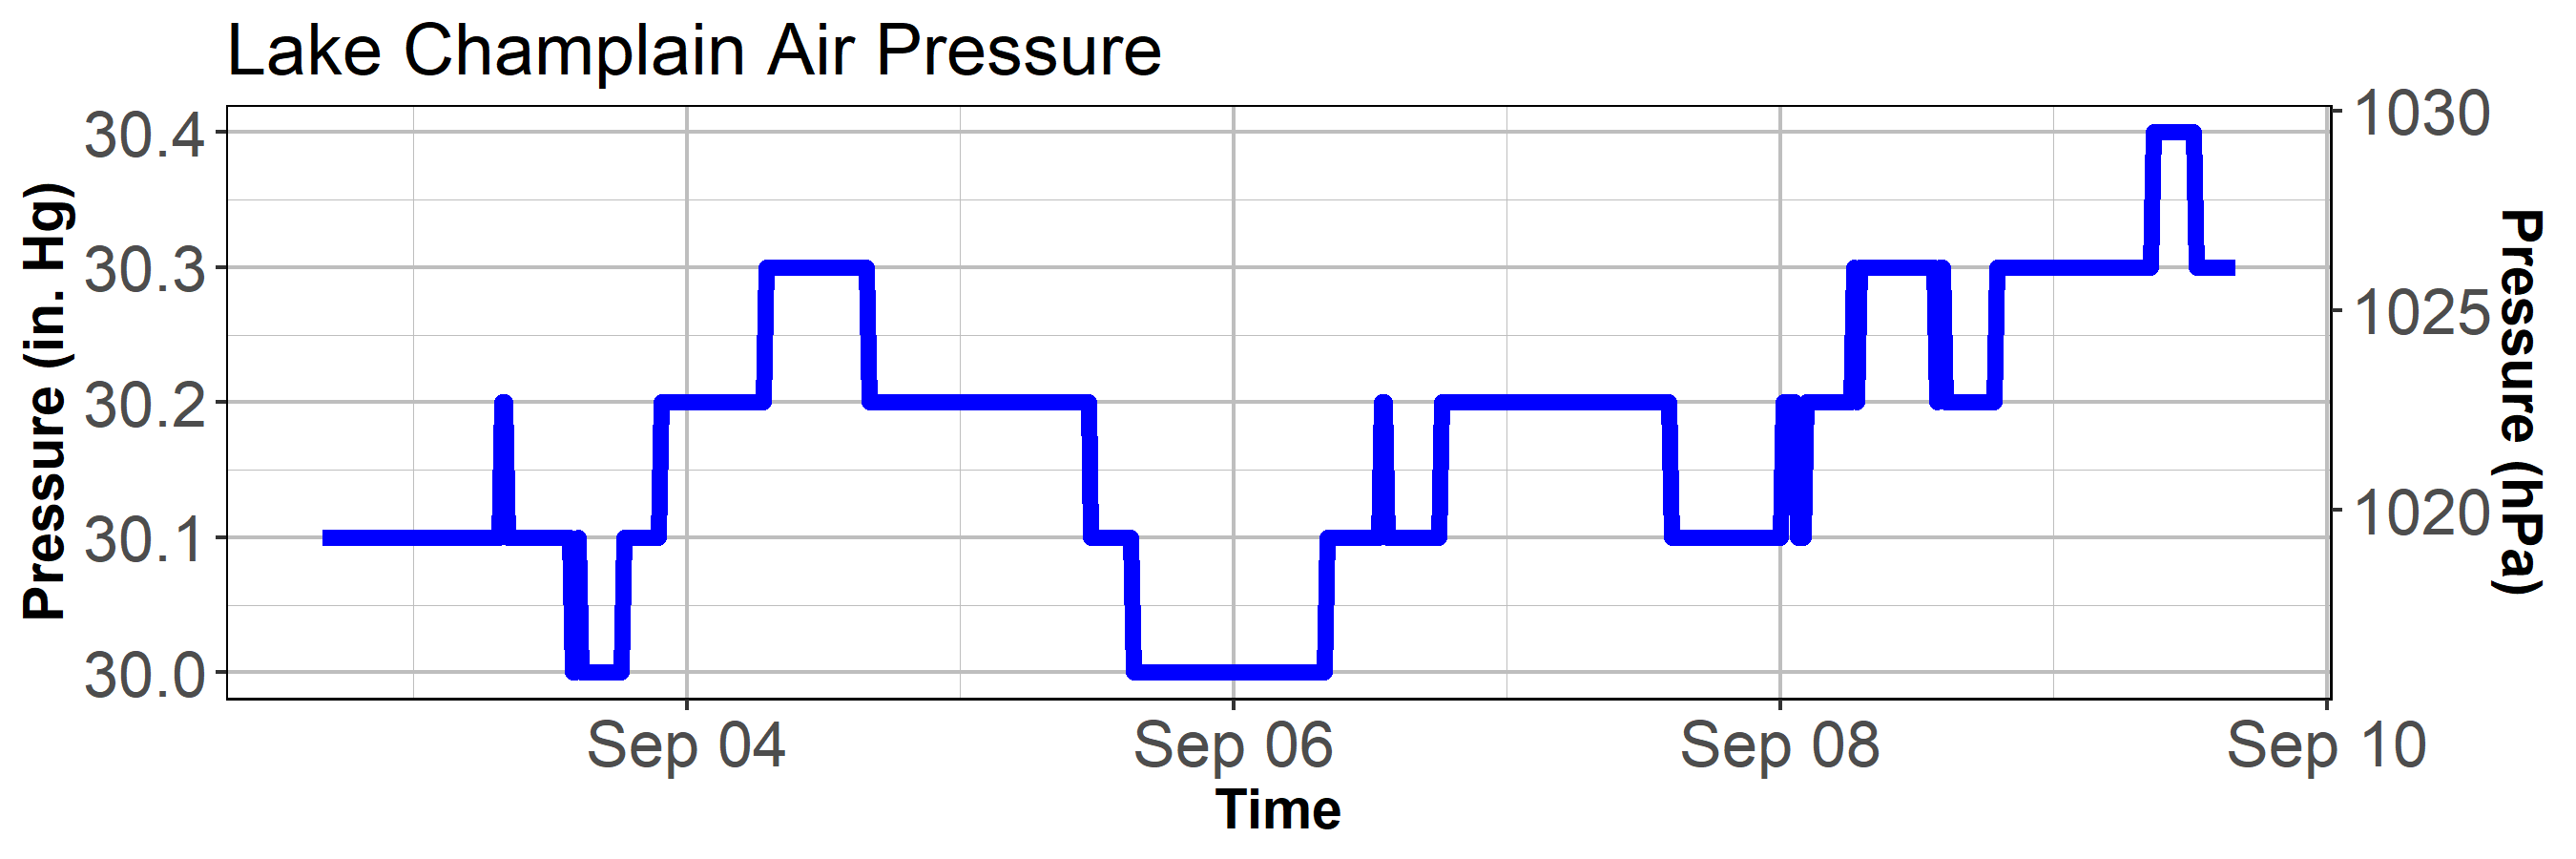 Lake Champlain Air Pressure
Pressure (in. Hg)
30.4
30.3
30.2
30.1
30.0
1030
1025
1020
Pressure (hPa)
Sep 04 Sep 06 Sep 08 Sep 10
Time